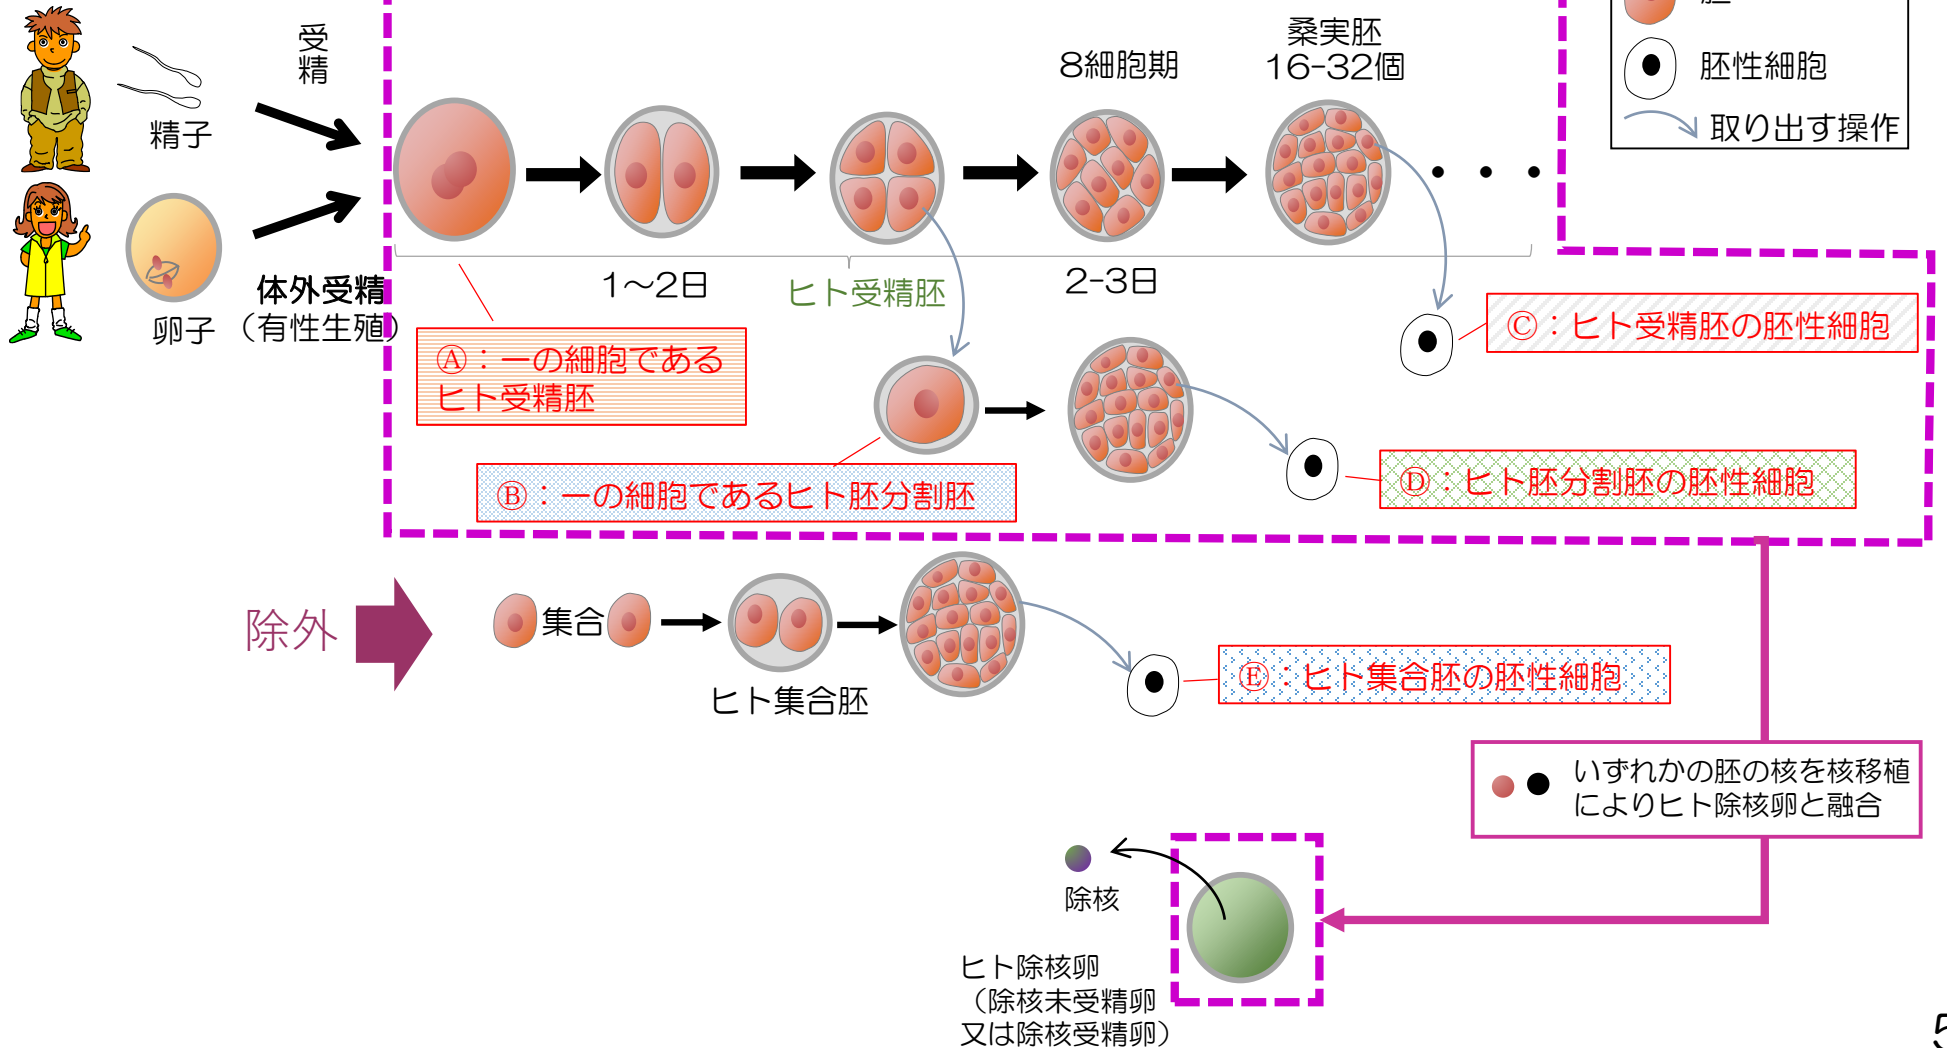 受
精
精子
卵子
体外受精
（有性生殖）
8細胞期
桑実胚
16-32個
胚性細胞
取り出す操作
1～2日
ヒト受精胚
2-3日
Ⓐ：一の細胞である
ヒト受精胚
Ⓑ：一の細胞であるヒト胚分割胚
Ⓒ：ヒト受精胚の胚性細胞
Ⓓ：ヒト胚分割胚の胚性細胞
除外
集合
ヒト集合胚
Ⓔ：ヒト集合胚の胚性細胞
いずれかの胚の核を核移植
によりヒト除核卵と融合
除核
ヒト除核卵
（除核未受精卵
又は除核受精卵）